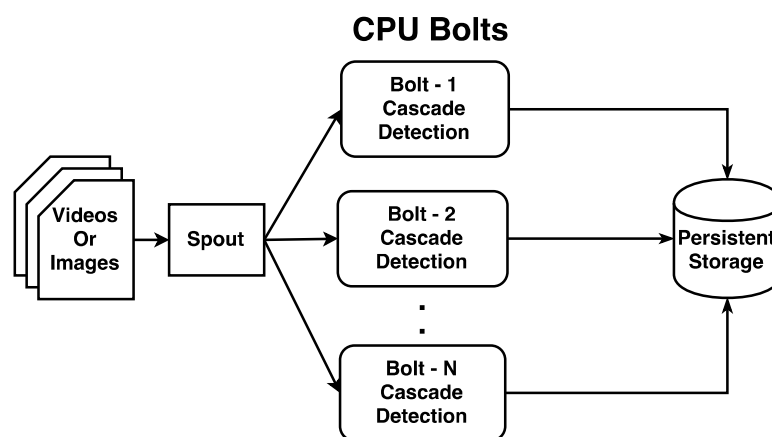 CPU Bolts
Bolt - 1
Cascade
Detection
Videos
Or
Images
Spout
Bolt - 2
Cascade
Detection
Persistent
Storage
Bolt - N
Cascade
Detection